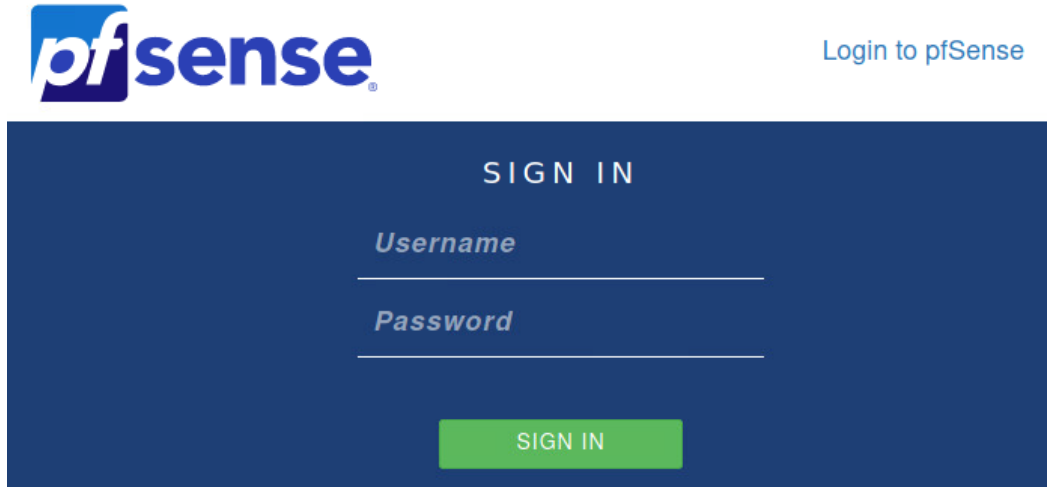 pfsense®
Login to pfSense
SIGN IN
Username
Password
SIGN IN